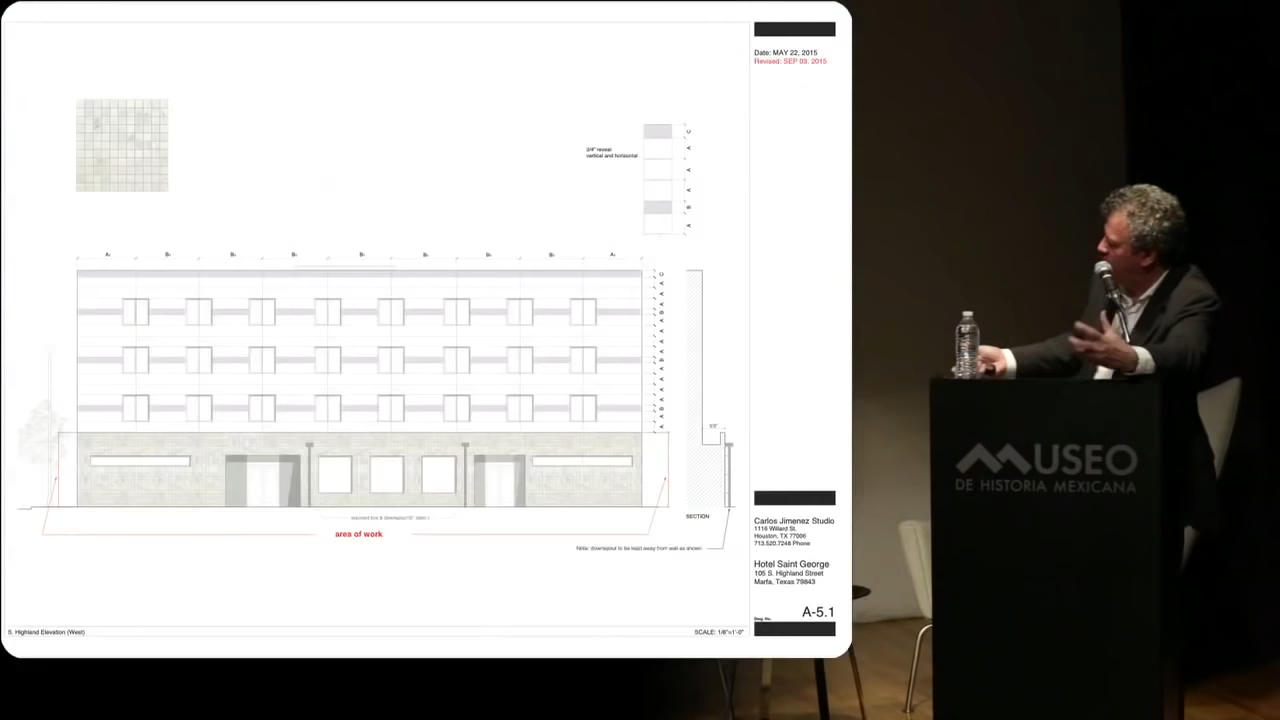 Date: MAY 22, 2015
Revised: SEP 03. 2015
3/4" reveal
vertical and horizontal
C
A
A
A
B
A
area of work
SECTION
Note: downspout to be lead away from wall as shown
Carlos Jimenez Studio
1116 Willard St.
Houston, TX 77006
713.520.7248 Phone
Hotel Saint George
105 S. Highland Street
Marfa, Texas 79843
A-5.1
S. Highland Elevation (West)
SCALE: 1/8"=1'-0"
MUSEO
DE HISTORIA MEXICANA